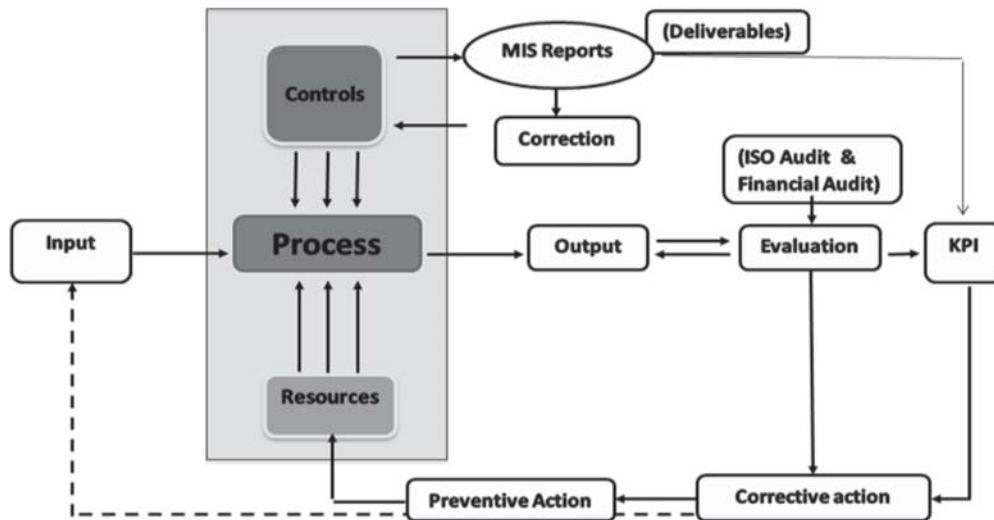 (Deliverables)
MIS Reports
Controls
Correction
(ISO Audit &
Financial Audit)
Input
Process
Output
Evaluation
KPI
Resources
Preventive Action
Corrective action